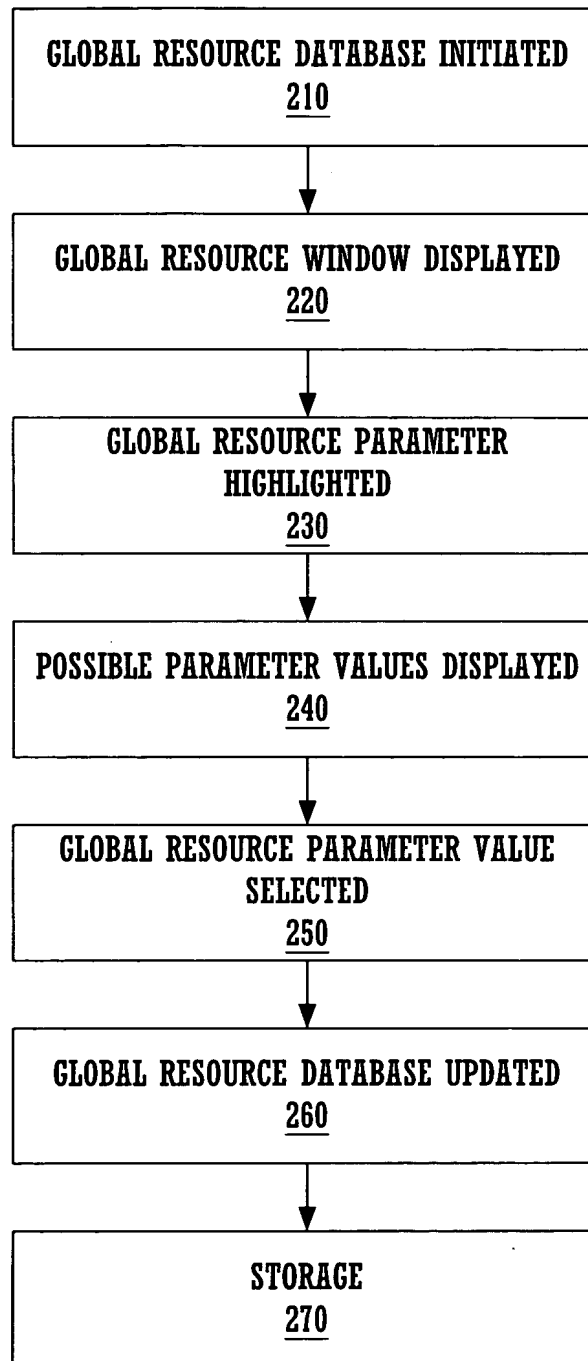 GLOBAL RESOURCE DATABASE INITIATED
210
GLOBAL RESOURCE WINDOW DISPLAYED
220
GLOBAL RESOURCE PARAMETER
HIGHLIGHTED
230
POSSIBLE PARAMETER VALUES DISPLAYED
240
GLOBAL RESOURCE PARAMETER VALUE
SELECTED
250
GLOBAL RESOURCE DATABASE UPDATED
260
STORAGE
270